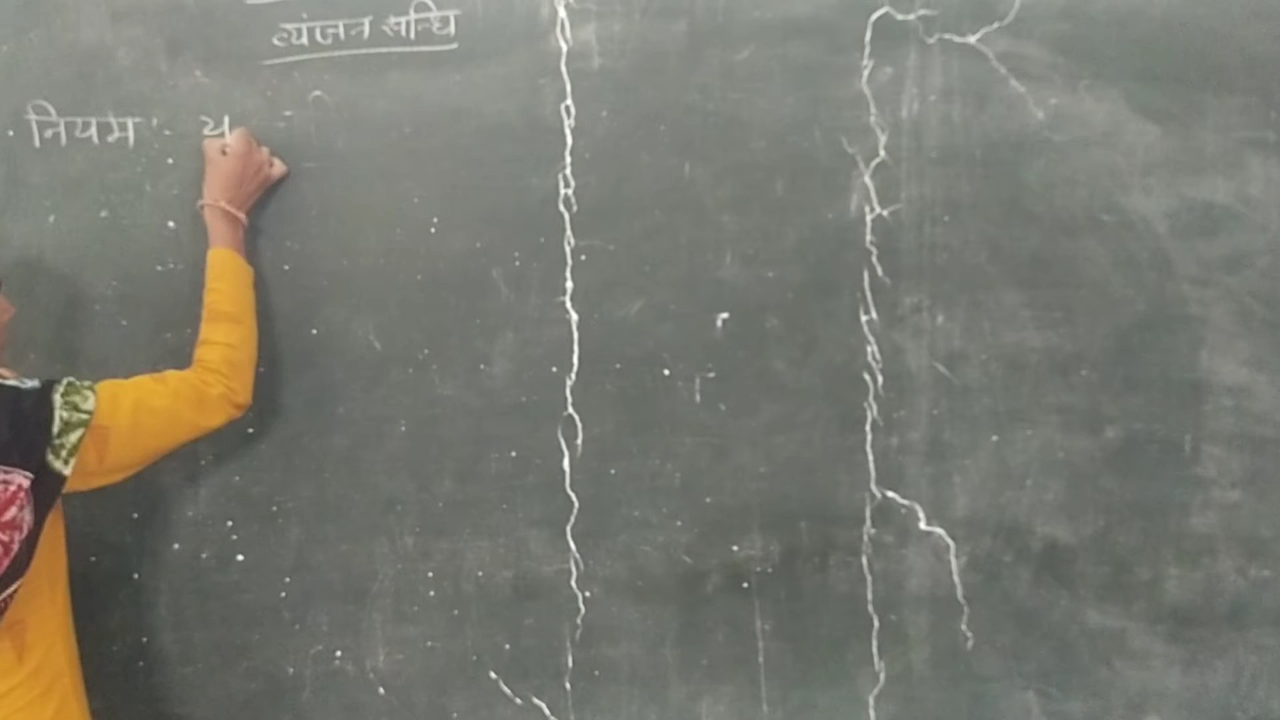 व्यंजन सन्धि
नियम :- य